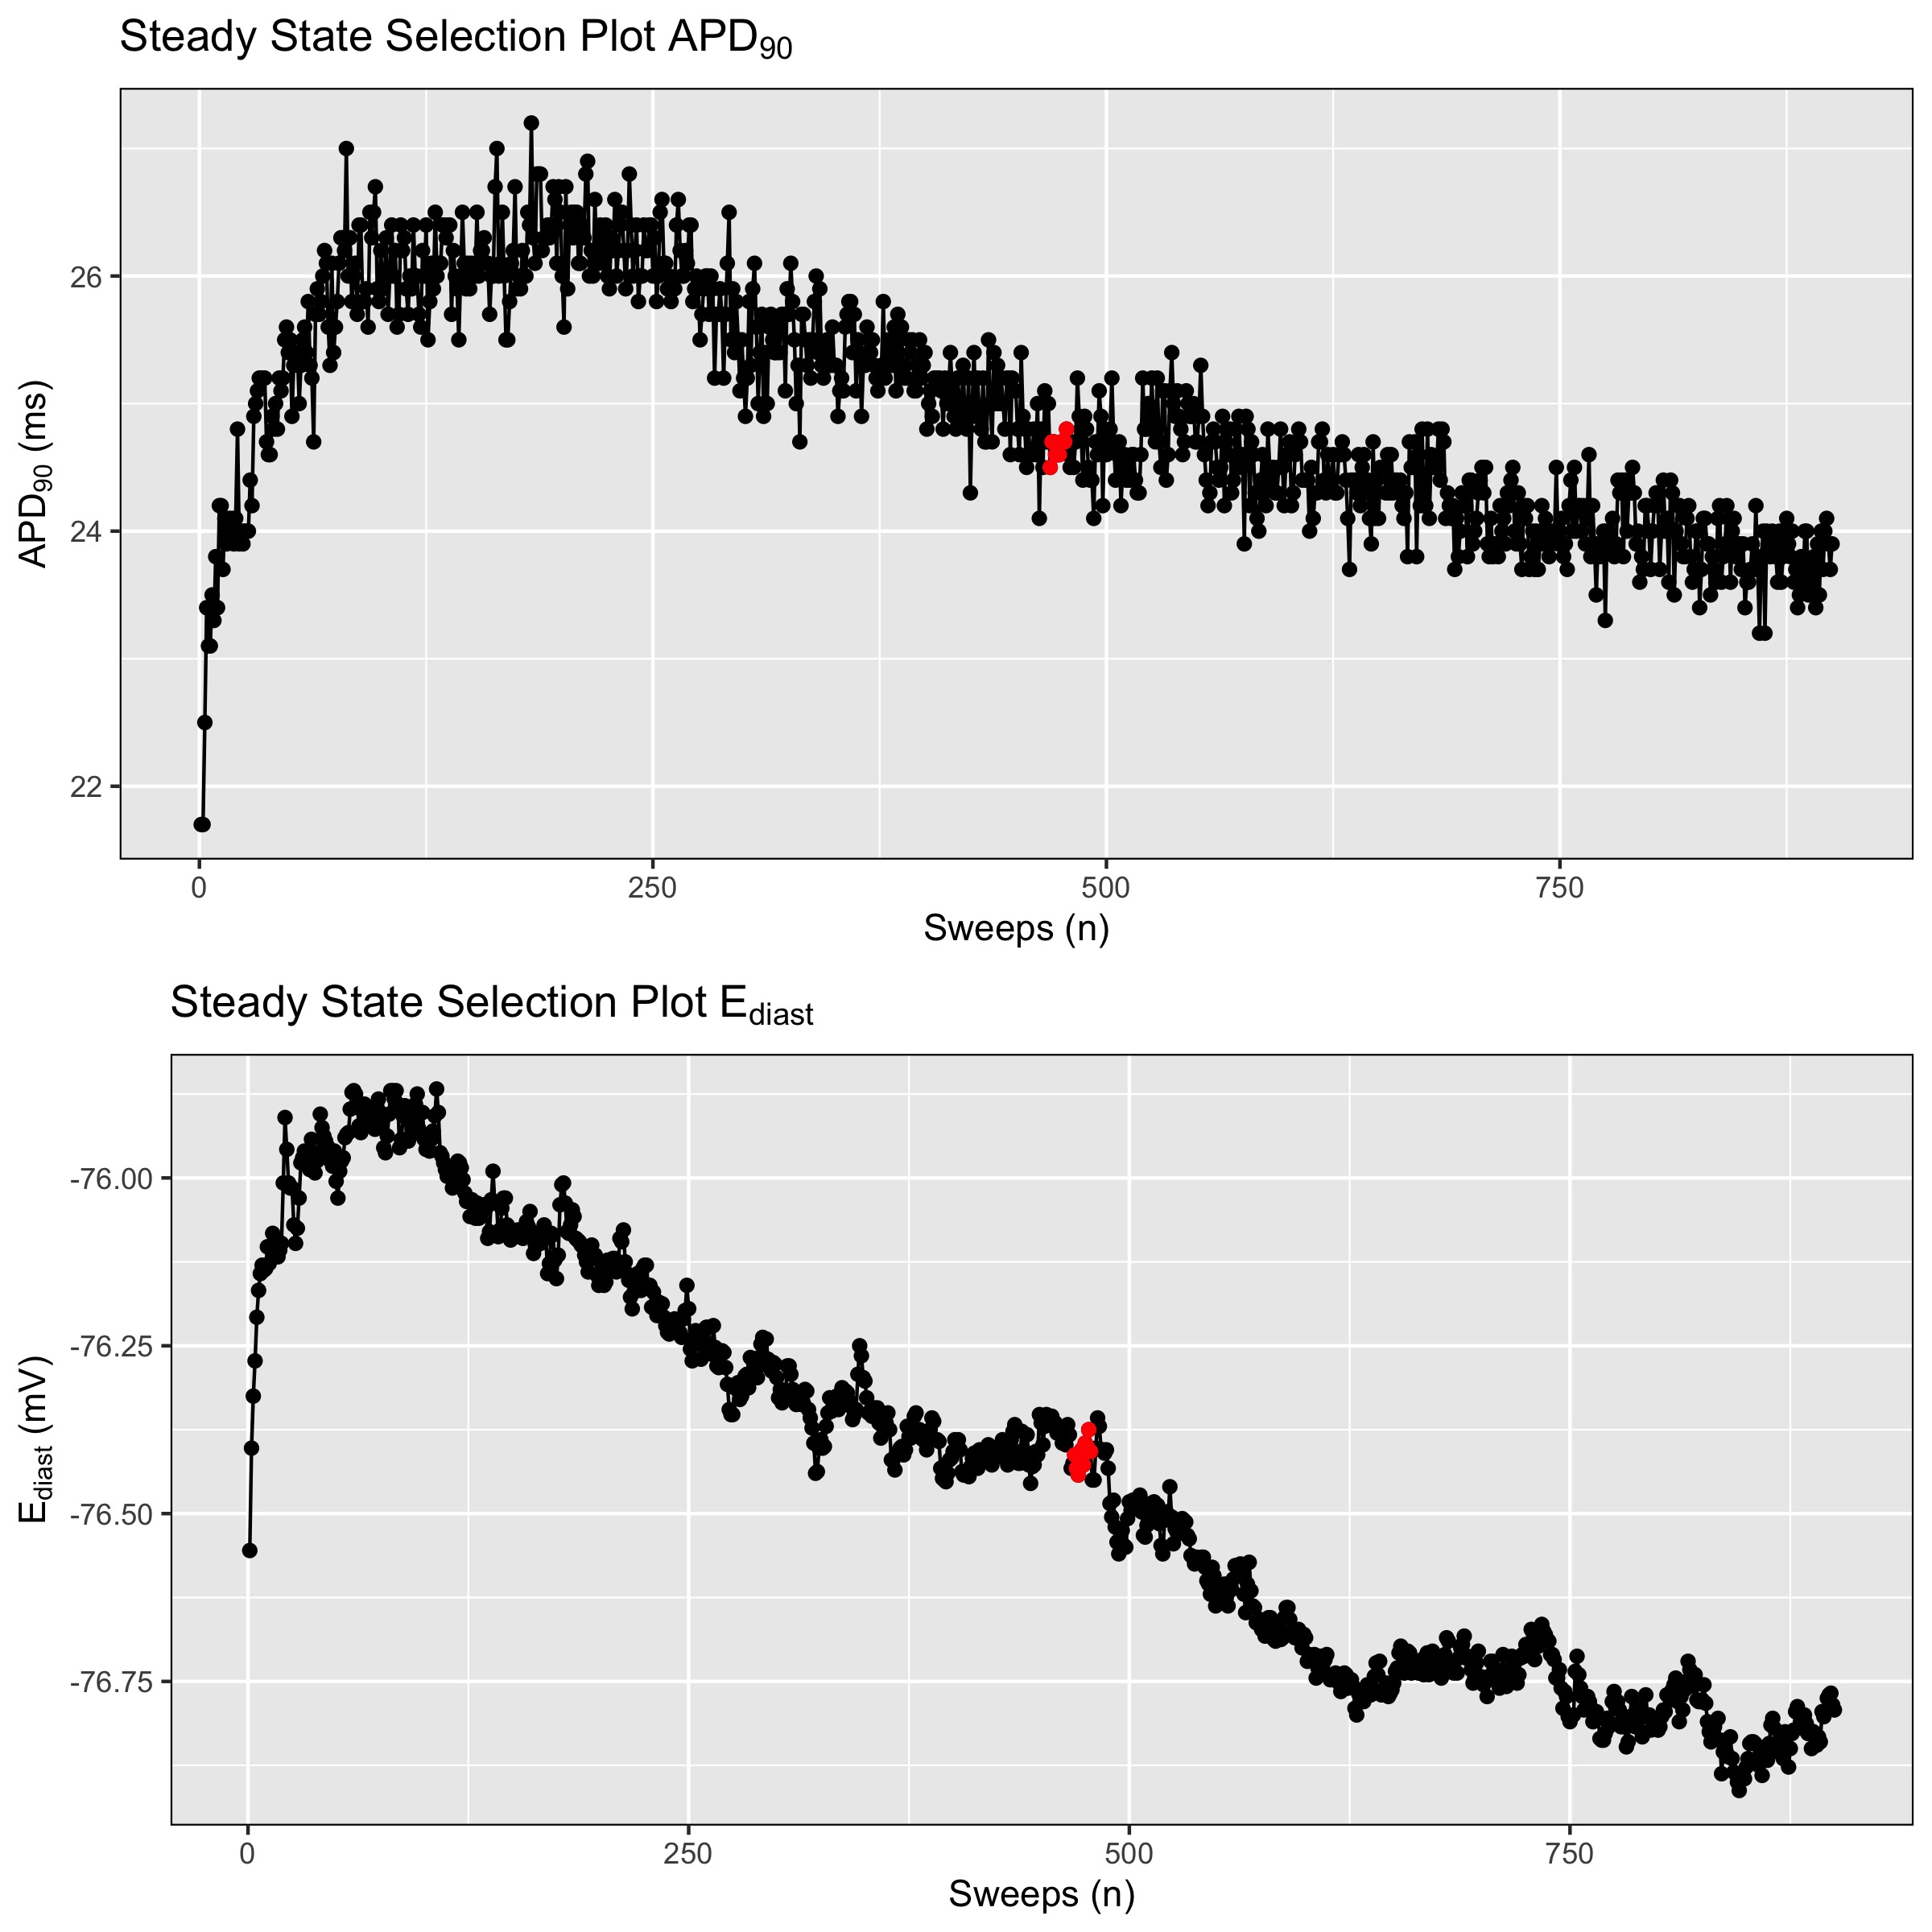 Steady State Selection Plot APD90
APD90 (ms)
26
24
22
0 250 500 750
Sweeps (n)
Steady State Selection Plot Ediast
Ediast (mV)
-76.00
-76.25
-76.50
-76.75
0 250 500 750
Sweeps (n)